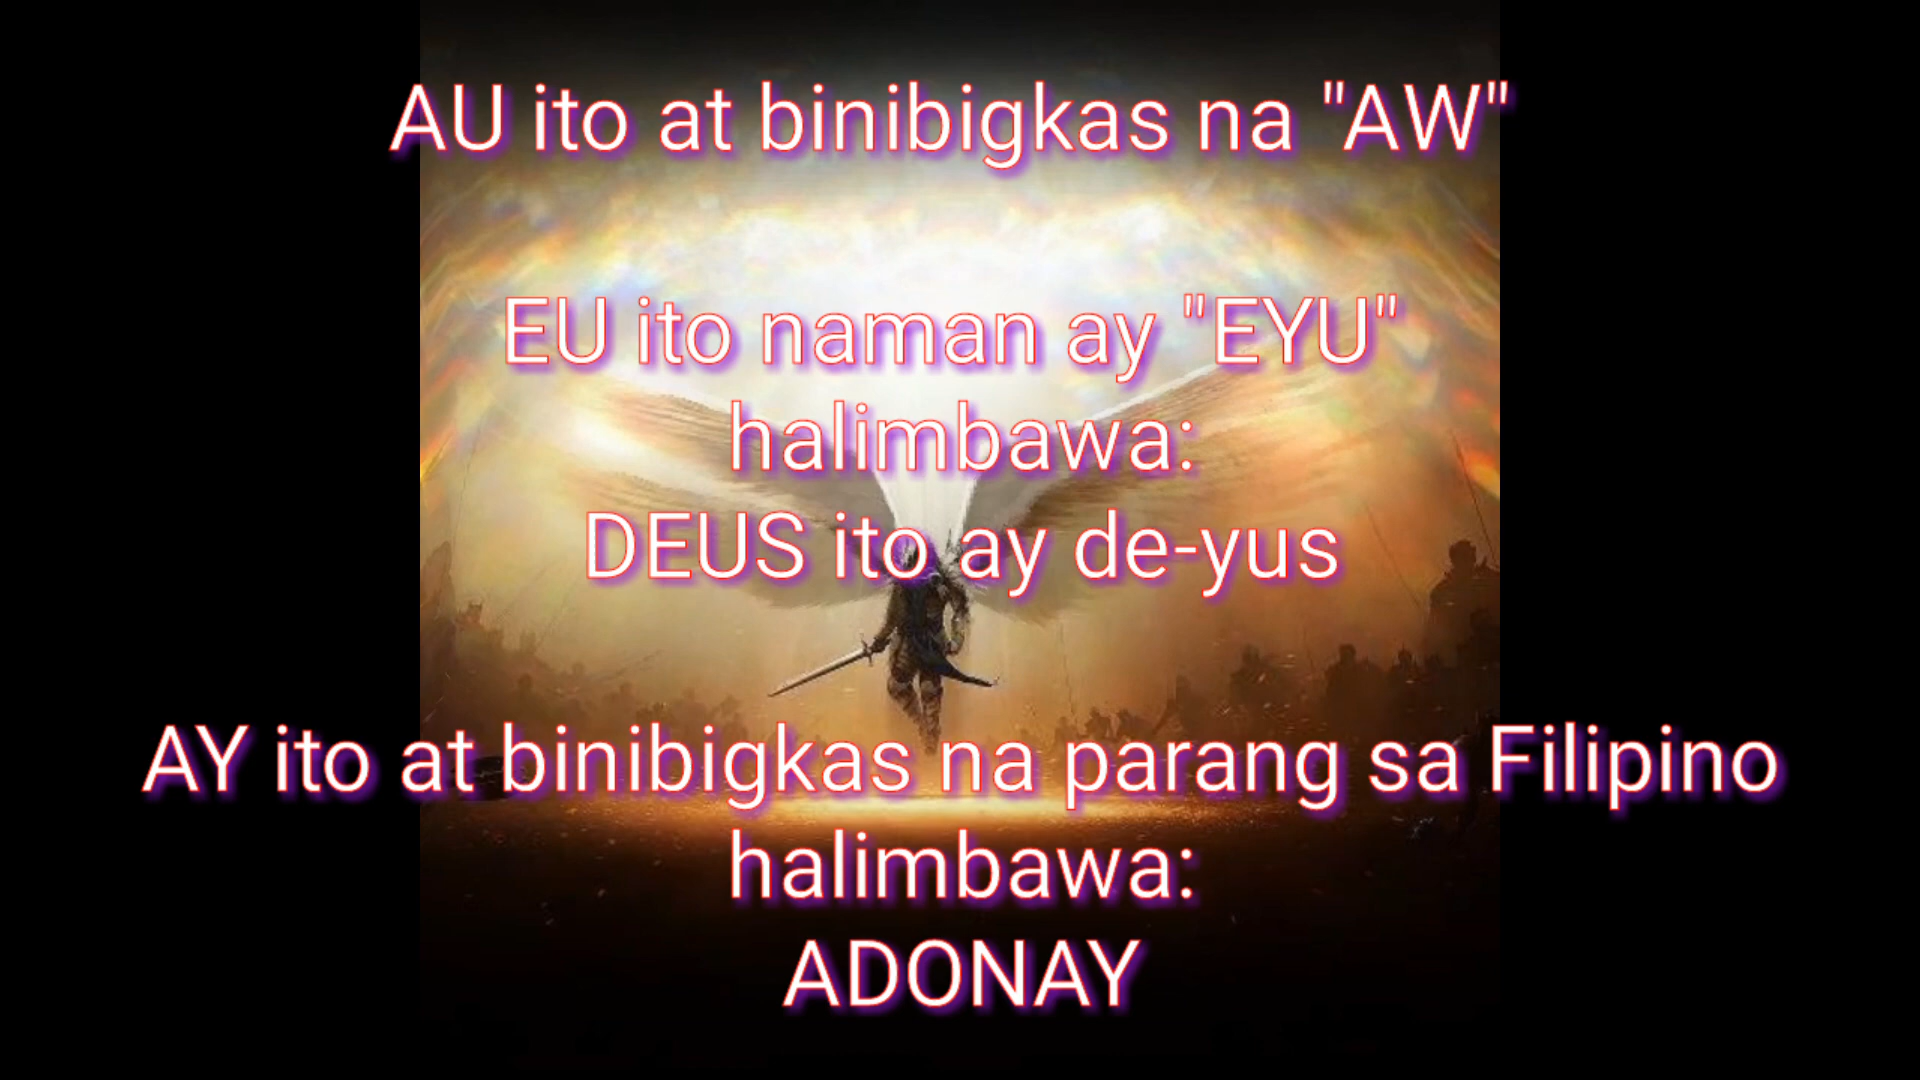 AU ito at binibigkas na "AW"
EU ito naman ay "EYU"
halimbawa:
DEUS ito ay de-yus
AY ito at binibigkas na parang sa Filipino
halimbawa:
ADONAY